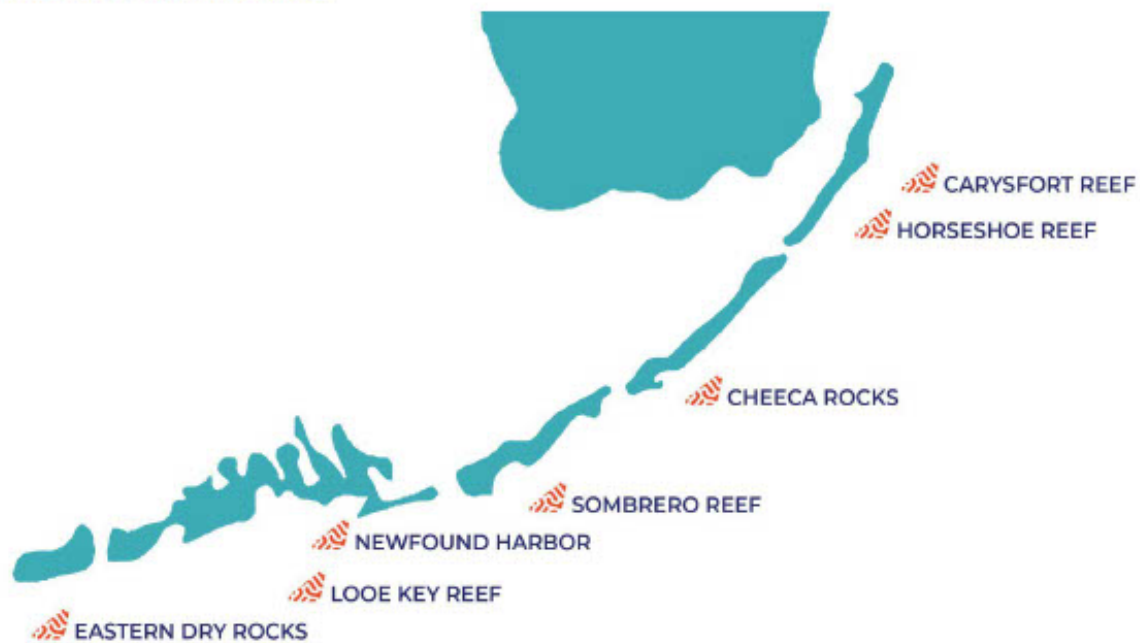 CARYSFORT REEF
HORSESHOE REEF
CHEECA ROCKS
SOMBRERO REEF
NEWFOUND HARBOR
LOOE KEY REEF
EASTERN DRY ROCKS